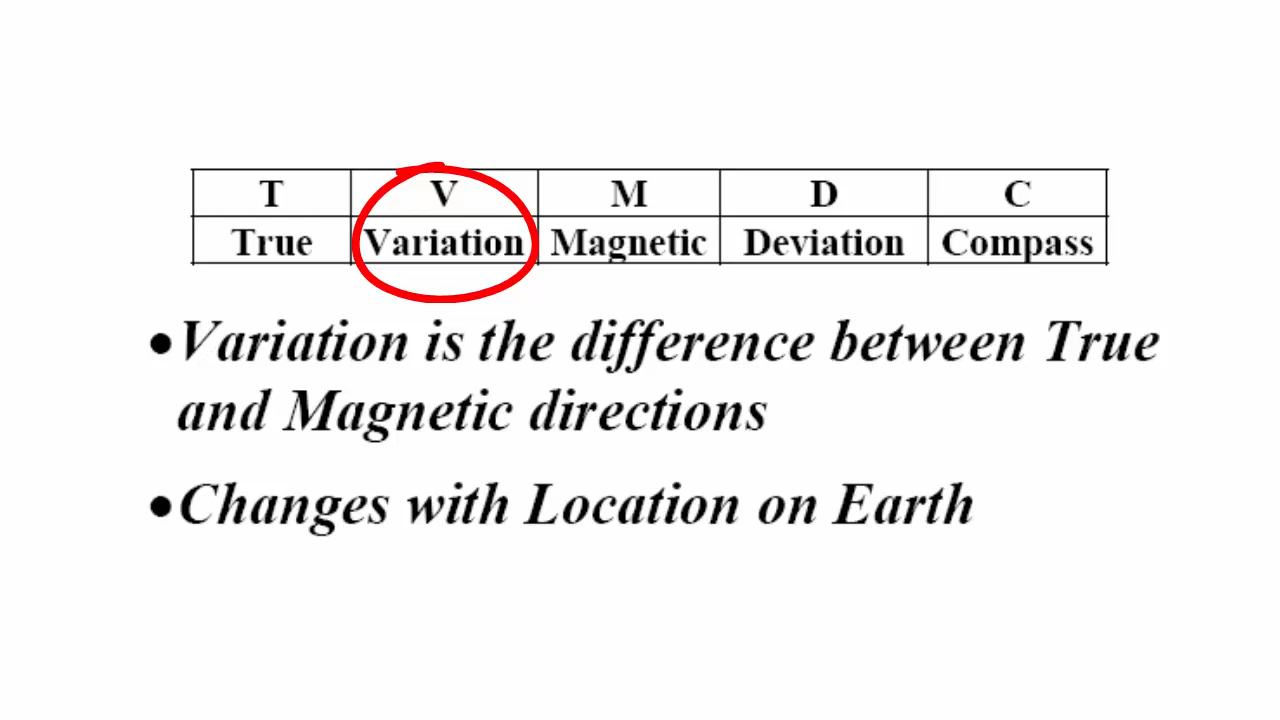 T V M D C
True Variation Magnetic Deviation Compass
•Variation is the difference between True
and Magnetic directions
•Changes with Location on Earth